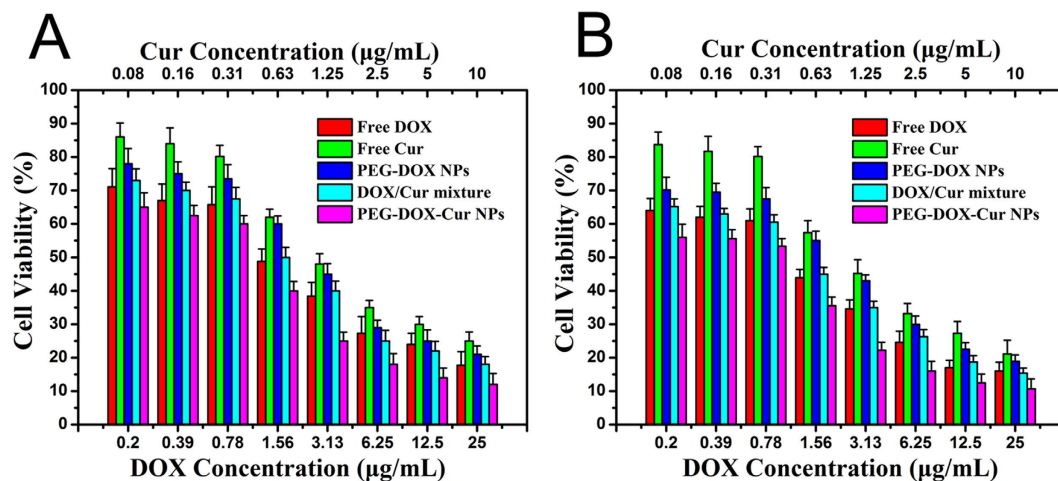 A
Cur Concentration (μg/mL)
0.08 0.16 0.31 0.63 1.25 2.5 5 10
Cell Viability (%)
100
90
80
70
60
50
40
30
20
10
0
Free DOX
Free Cur
PEG-DOX NPs
DOX/Cur mixture
PEG-DOX-Cur NPs
0.2 0.39 0.78 1.56 3.13 6.25 12.5 25
DOX Concentration (μg/mL)
B
Cur Concentration (μg/mL)
0.08 0.16 0.31 0.63 1.25 2.5 5 10
Cell Viability (%)
100
90
80
70
60
50
40
30
20
10
0
Free DOX
Free Cur
PEG-DOX NPs
DOX/Cur mixture
PEG-DOX-Cur NPs
0.2 0.39 0.78 1.56 3.13 6.25 12.5 25
DOX Concentration (μg/mL)